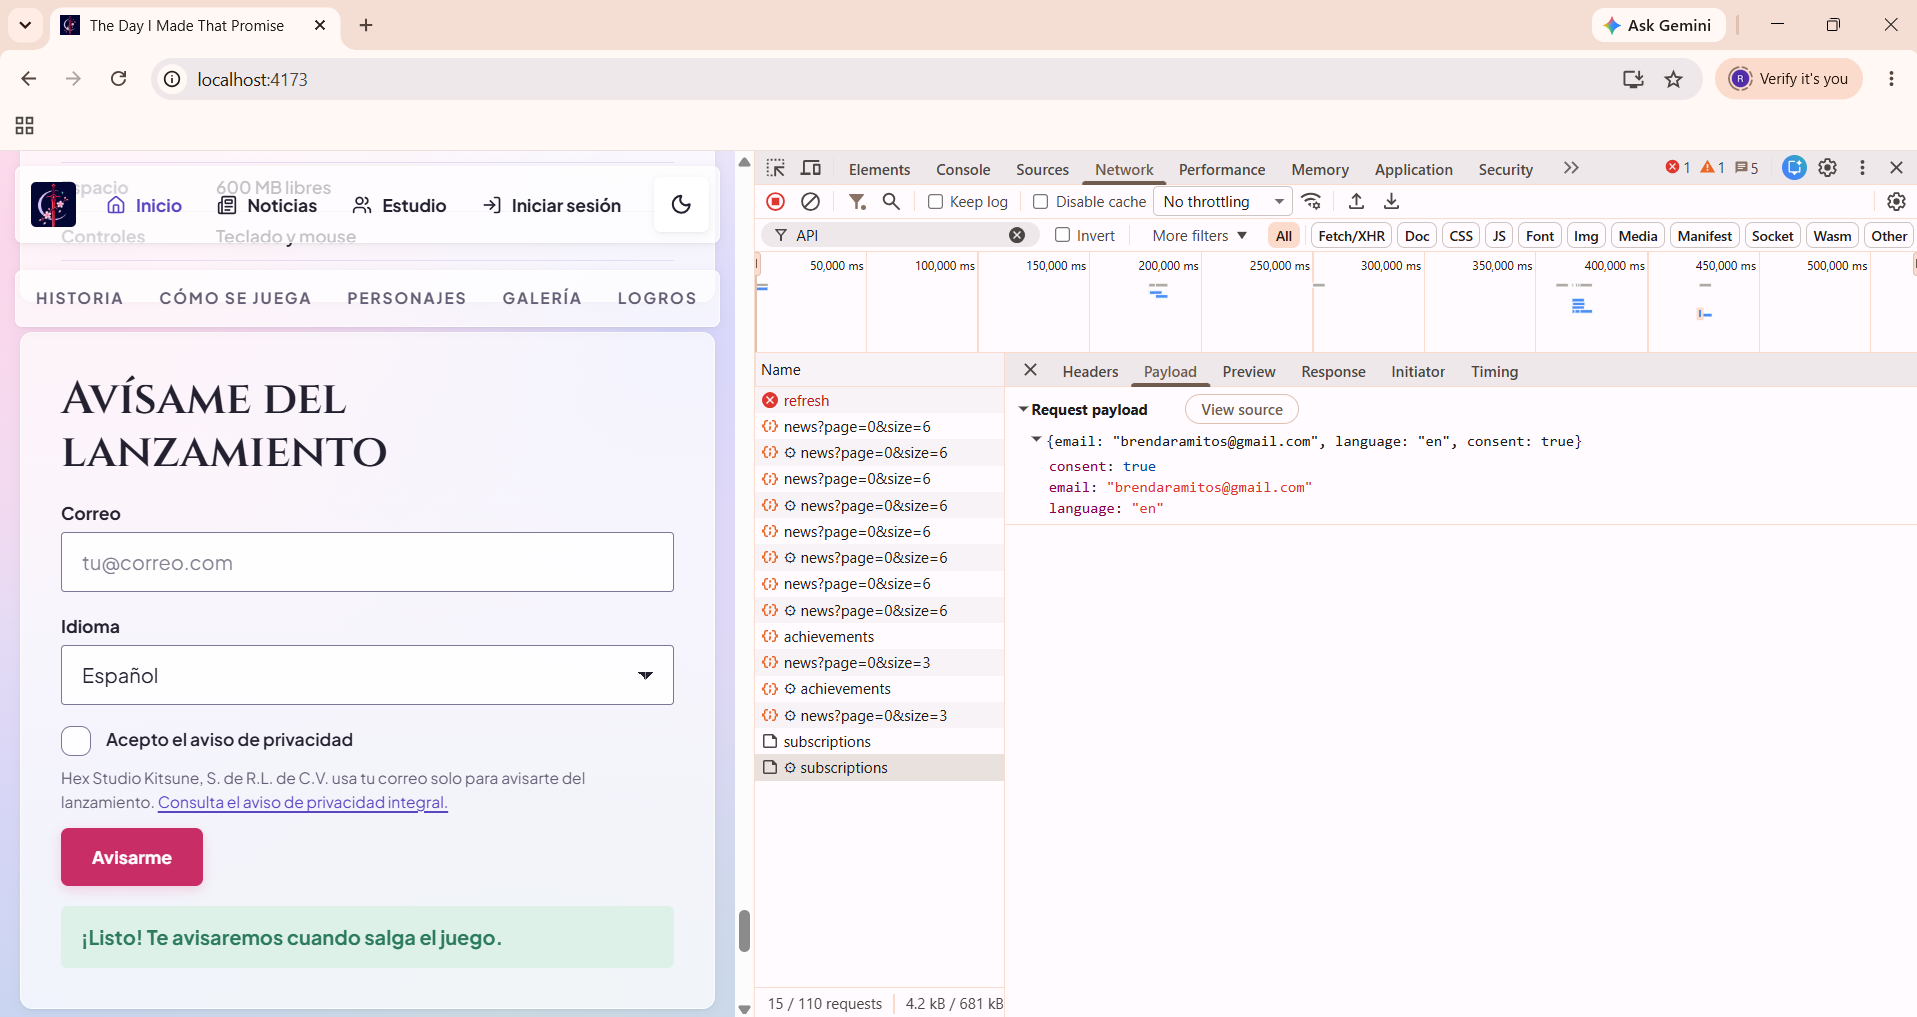 The Day I Made That Promise
Ask Gemini
localhost:4173
R
Verify it's you
Espacio 600 MB libres
Inicio Noticias Estudio Iniciar sesión
Controles Teclado y mouse
HISTORIA CÓMO SE JUEGA PERSONAJES GALERÍA LOGROS
AVÍSAME DEL
LANZAMIENTO
Correo
tu@correo.com
Idioma
Español
Acepto el aviso de privacidad
Hex Studio Kitsune, S. de R.L. de C.V. usa tu correo solo para avisarte del
lanzamiento. Consulta el aviso de privacidad integral.
Avisarme
¡Listo! Te avisaremos cuando salga el juego.
Elements Console Sources Network Performance Memory Application Security 1 1 5
Keep log Disable cache No throttling
API Invert More filters All Fetch/XHR Doc CSS JS Font Img Media Manifest Socket Wasm Other
50,000 ms 100,000 ms 150,000 ms 200,000 ms 250,000 ms 300,000 ms 350,000 ms 400,000 ms 450,000 ms 500,000 ms
Name
refresh
news?page=0&size=6
news?page=0&size=6
news?page=0&size=6
news?page=0&size=6
news?page=0&size=6
news?page=0&size=6
news?page=0&size=6
news?page=0&size=6
achievements
news?page=0&size=3
achievements
news?page=0&size=3
subscriptions
subscriptions
15 / 110 requests 4.2 kB / 681 kB
Headers Payload Preview Response Initiator Timing
Request payload View source
{email: "brendaramitos@gmail.com", language: "en", consent: true}
consent: true
email: "brendaramitos@gmail.com"
language: "en"